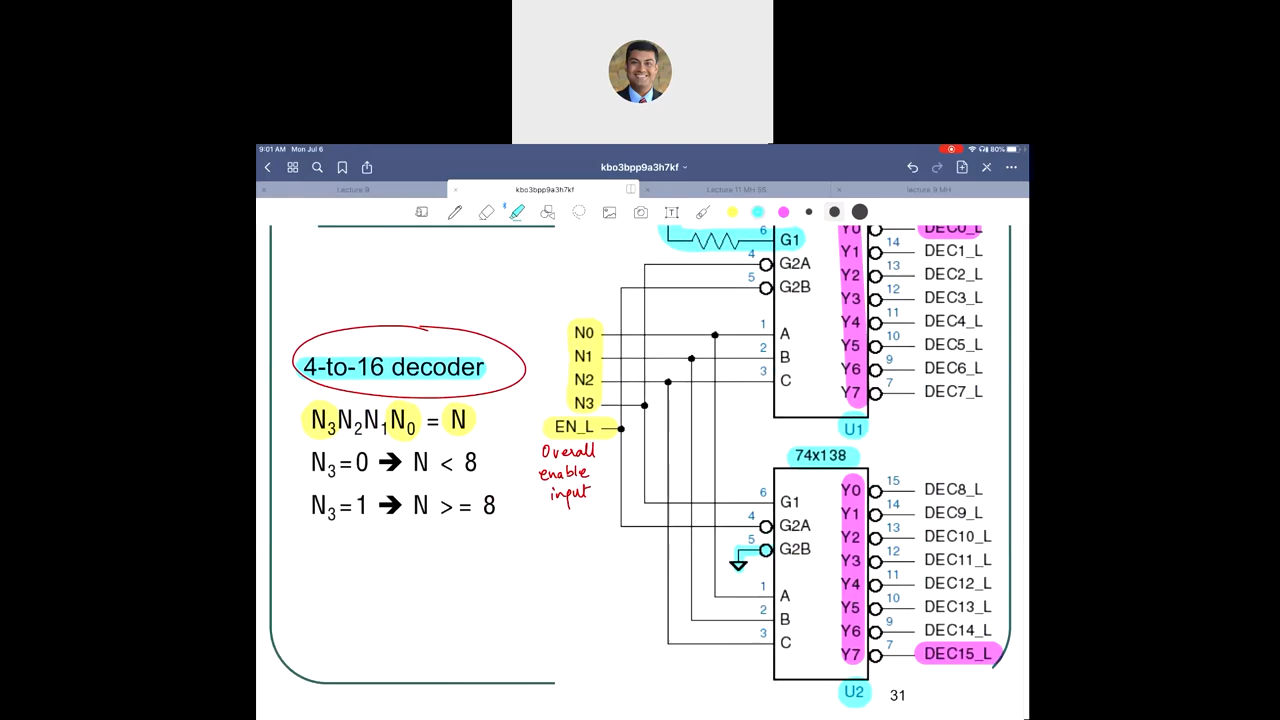 9:01 AM Mon Jul 6
80%
kbo3bpp9a3h7kf
Lecture 9
kbo3bpp9a3h7kf
Lecture 11 MH SS
lecture 9 MH
4-to-16 decoder
N3N2N1N0 = N
N3=0 ➔ N < 8
N3=1 ➔ N >= 8
N0
N1
N2
N3
EN_L
Overall
enable
input
6 G1
4 G2A
5 G2B
1 A
2 B
3 C
Y0 DEC0_L
Y1 14 DEC1_L
Y2 13 DEC2_L
Y3 12 DEC3_L
Y4 11 DEC4_L
Y5 10 DEC5_L
Y6 9 DEC6_L
Y7 7 DEC7_L
U1
74x138
6 G1
4 G2A
5 G2B
1 A
2 B
3 C
Y0 15 DEC8_L
Y1 14 DEC9_L
Y2 13 DEC10_L
Y3 12 DEC11_L
Y4 11 DEC12_L
Y5 10 DEC13_L
Y6 9 DEC14_L
Y7 7 DEC15_L
U2
31